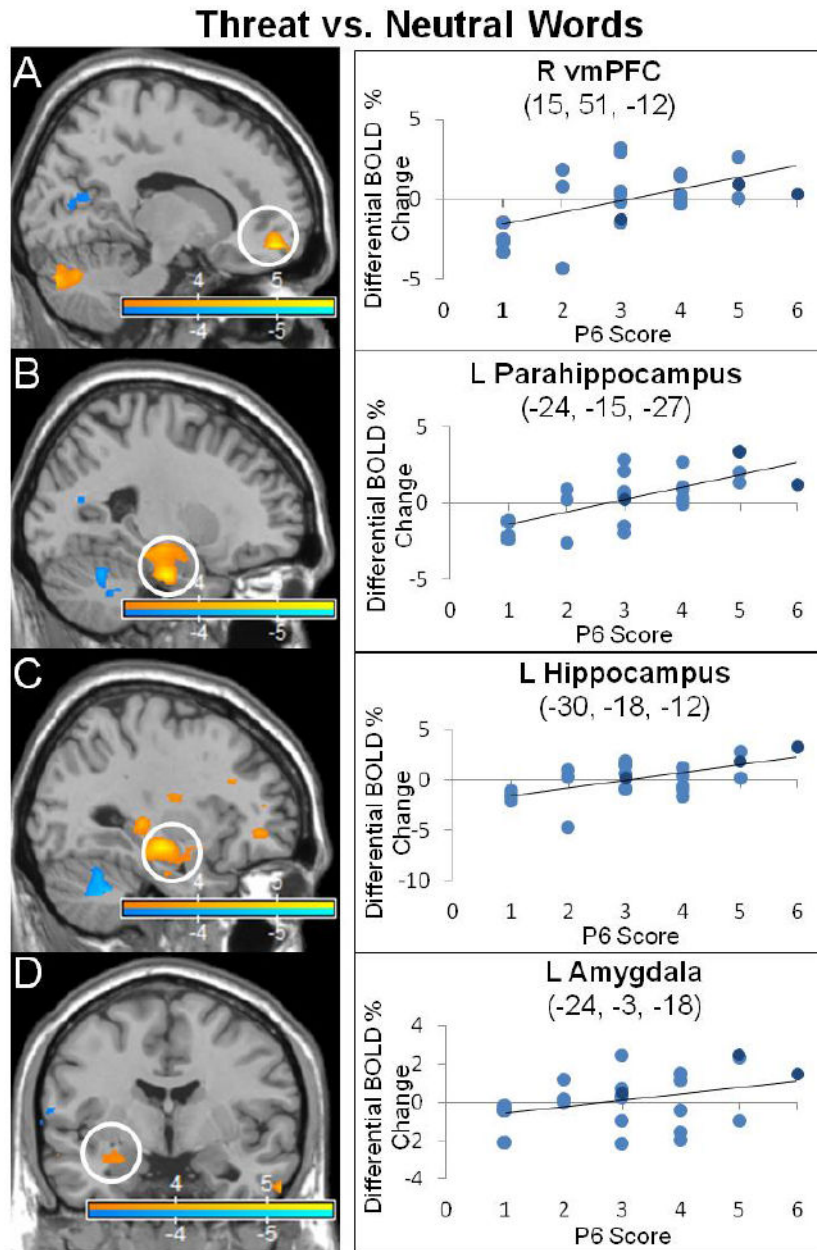 Threat vs. Neutral Words
A
4
5
-4
-5
R vmPFC
(15, 51, -12)
Differential BOLD %
Change
5
0
-5
0 1 2 3 4 5 6
P6 Score
B
4
5
-4
-5
L Parahippocampus
(-24, -15, -27)
Differential BOLD %
Change
5
0
-5
0 1 2 3 4 5 6
P6 Score
C
4
5
-4
-5
L Hippocampus
(-30, -18, -12)
Differential BOLD %
Change
5
0
-5
-10
0 1 2 3 4 5 6
P6 Score
D
4
5
-4
-5
L Amygdala
(-24, -3, -18)
Differential BOLD %
Change
4
2
0
-2
-4
0 1 2 3 4 5 6
P6 Score